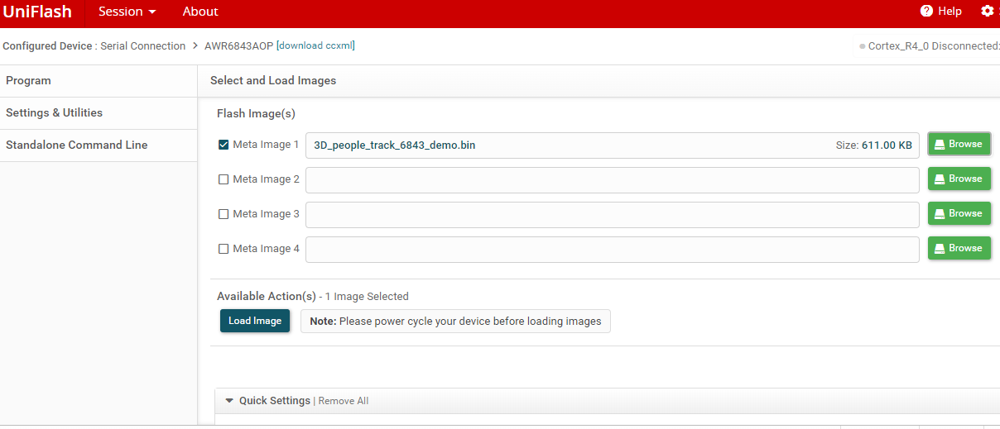 UniFlash Session About Help
Configured Device : Serial Connection > AWR6843AOP [download ccxml] Cortex_R4_0 Disconnected:
Program
Settings & Utilities
Standalone Command Line
Select and Load Images
Flash Image(s)
Meta Image 1 3D_people_track_6843_demo.bin Size: 611.00 KB Browse
Meta Image 2 Browse
Meta Image 3 Browse
Meta Image 4 Browse
Available Action(s) - 1 Image Selected
Load Image Note: Please power cycle your device before loading images
Quick Settings | Remove All